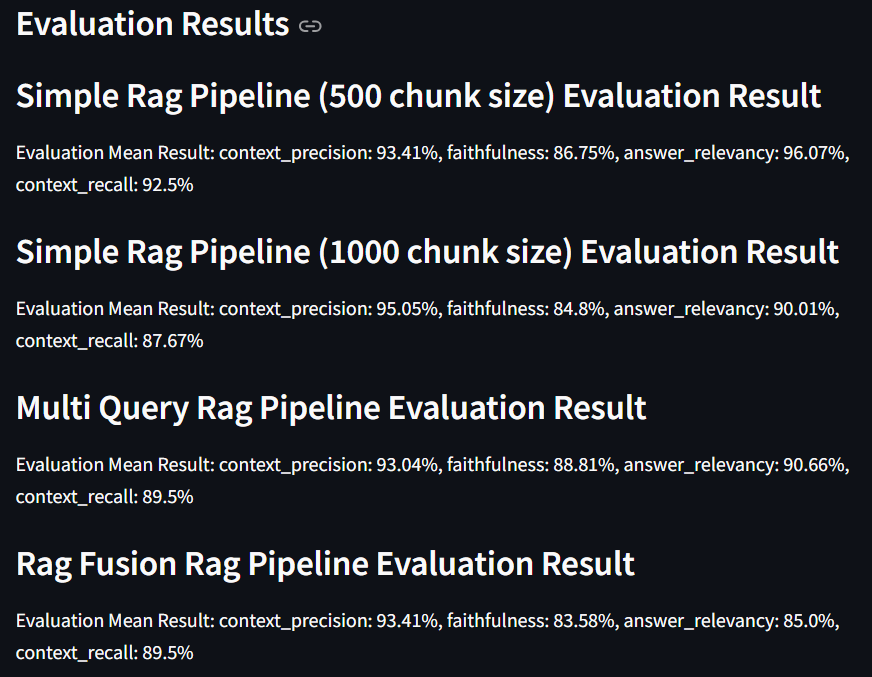 Evaluation Results
Simple Rag Pipeline (500 chunk size) Evaluation Result
Evaluation Mean Result: context_precision: 93.41%, faithfulness: 86.75%, answer_relevancy: 96.07%,
context_recall: 92.5%
Simple Rag Pipeline (1000 chunk size) Evaluation Result
Evaluation Mean Result: context_precision: 95.05%, faithfulness: 84.8%, answer_relevancy: 90.01%,
context_recall: 87.67%
Multi Query Rag Pipeline Evaluation Result
Evaluation Mean Result: context_precision: 93.04%, faithfulness: 88.81%, answer_relevancy: 90.66%,
context_recall: 89.5%
Rag Fusion Rag Pipeline Evaluation Result
Evaluation Mean Result: context_precision: 93.41%, faithfulness: 83.58%, answer_relevancy: 85.0%,
context_recall: 89.5%